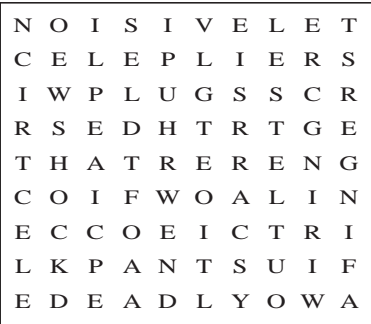 N O I S I V E L E T
C E L E P L I E R S
I W P L U G S S C R
R S E D H T R T G E
T H A T R E R E N G
C O I F W O A L I N
E C C O E I C T R I
L K P A N T S U I F
E D E A D L Y O W A